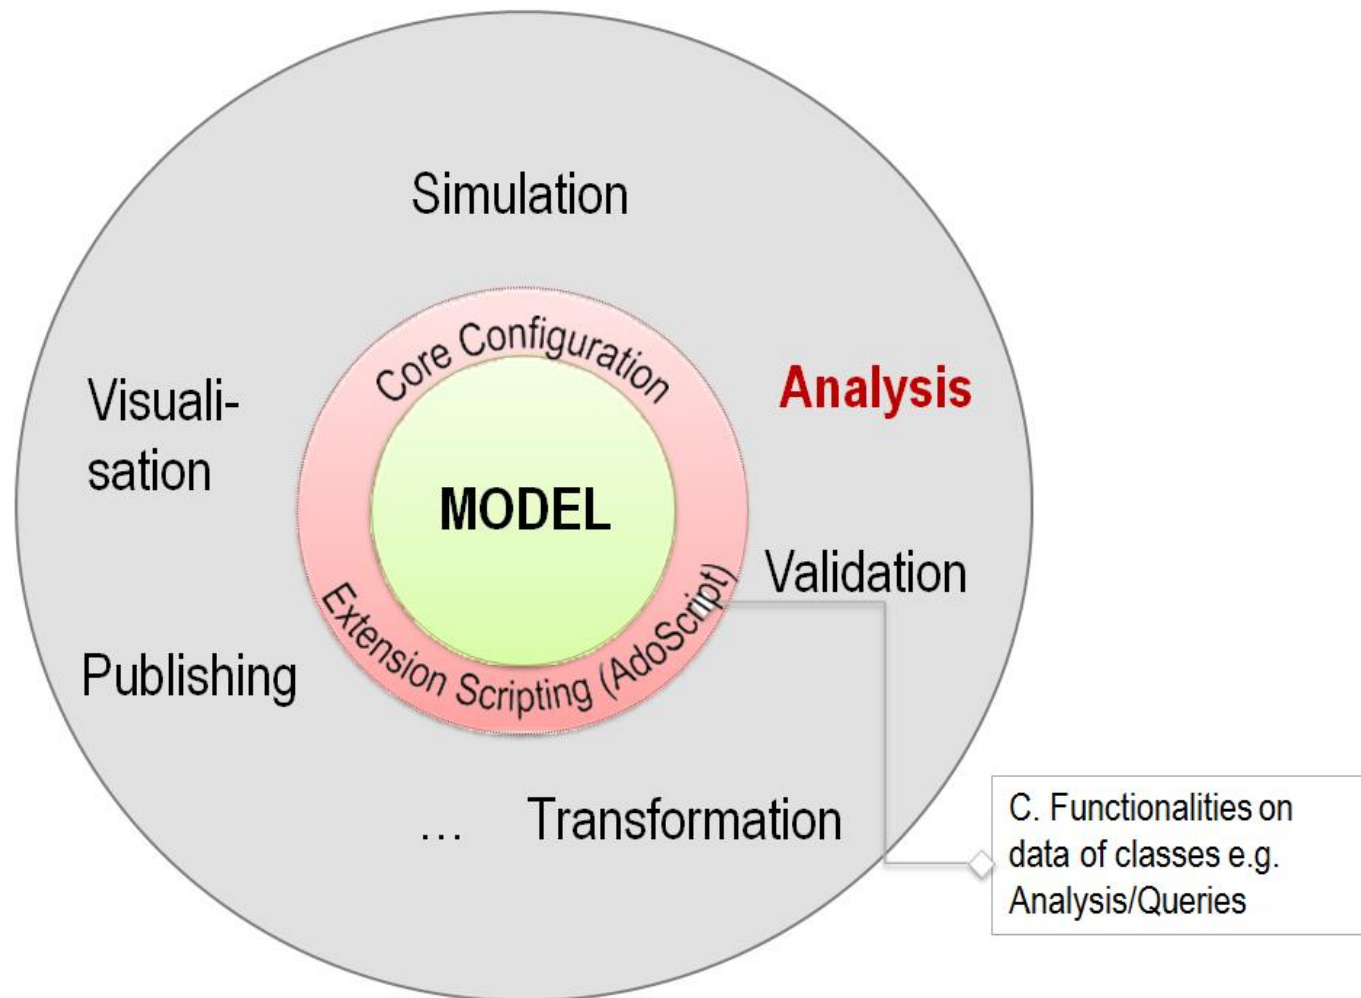 Simulation
Core Configuration
Analysis
Visuali-
sation
MODEL
Validation
Extension Scripting (AdoScript)
Publishing
… Transformation
C. Functionalities on
data of classes e.g.
Analysis/Queries